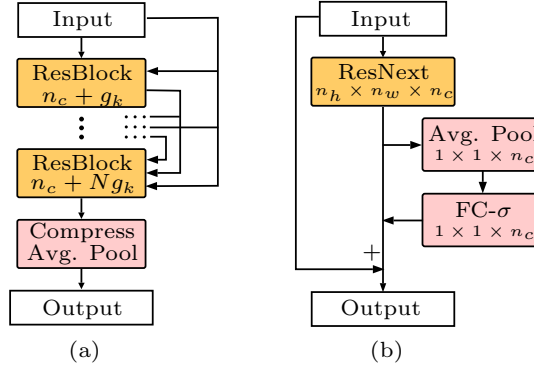 Input
ResBlock
n_c + g_k
ResBlock
n_c + Ng_k
Compress
Avg. Pool
Output
(a)
Input
ResNext
n_h × n_w × n_c
Avg. Pool
1 × 1 × n_c
FC-σ
1 × 1 × n_c
+
Output
(b)